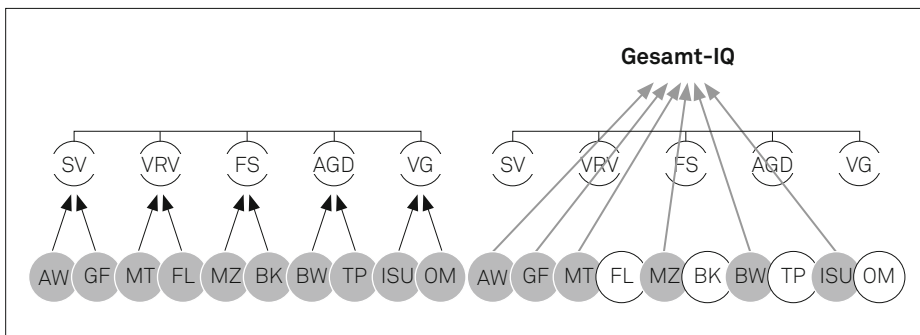 Gesamt-IQ
SV VRV FS AGD VG SV VRV FS AGD VG
AW GF MT FL MZ BK BW TP ISU OM AW GF MT FL MZ BK BW TP ISU OM